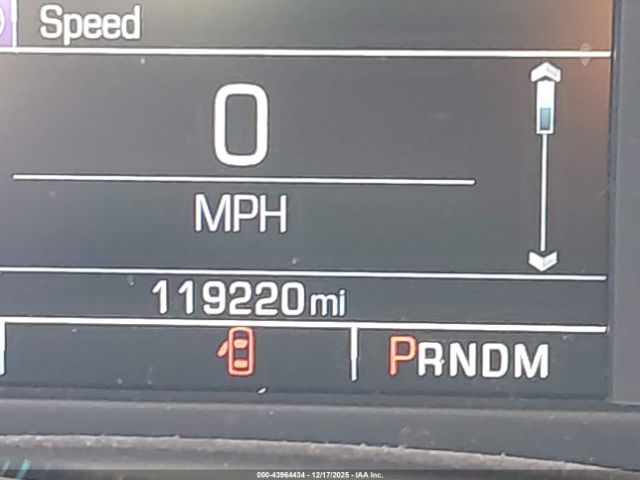 Speed
0
MPH
119220mi
PRNDM
000-43964434 - 12/17/2025 - IAA Inc.